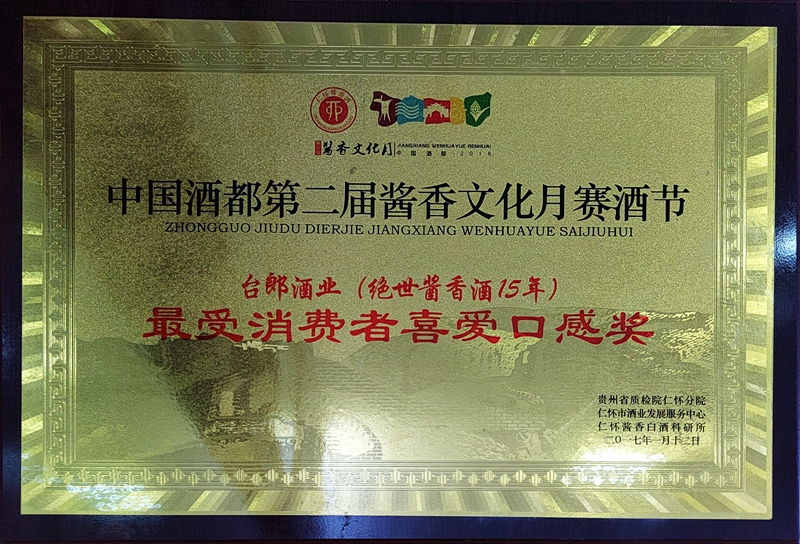 酱香文化月
JIANGXIANG WENHUAYUE RENHUAI
中国酒都·2016
中国酒都第二届酱香文化月赛酒节
ZHONGGUO JIUDU DIERJIE JIANGXIANG WENHUAYUE SAIJIUHUI
台郎酒业（绝世酱香酒15年）
最受消费者喜爱口感奖
贵州省质检院仁怀分院
仁怀市酒业发展服务中心
仁怀酱香白酒科研所
二〇一七年一月十二日